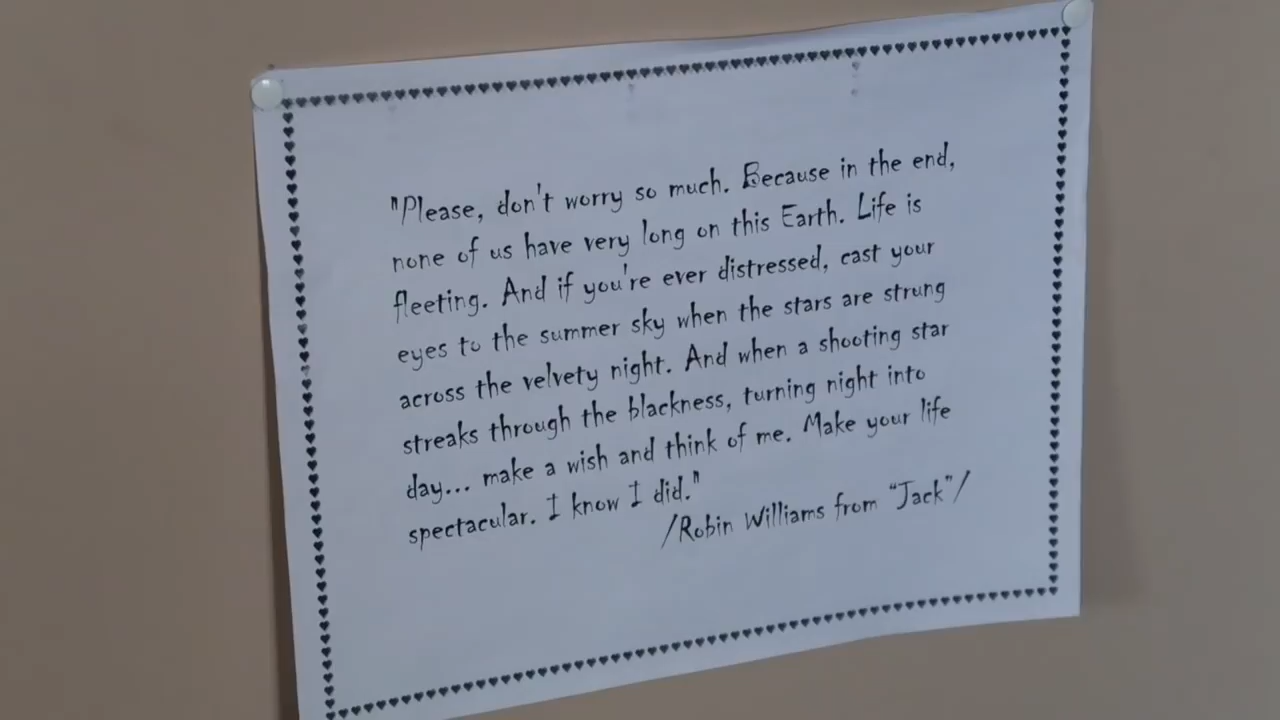 "Please, don't worry so much. Because in the end,
none of us have very long on this Earth. Life is
fleeting. And if you're ever distressed, cast your
eyes to the summer sky when the stars are strung
across the velvety night. And when a shooting star
streaks through the blackness, turning night into
day... make a wish and think of me. Make your life
spectacular. I know I did."
/Robin Williams from “Jack”/